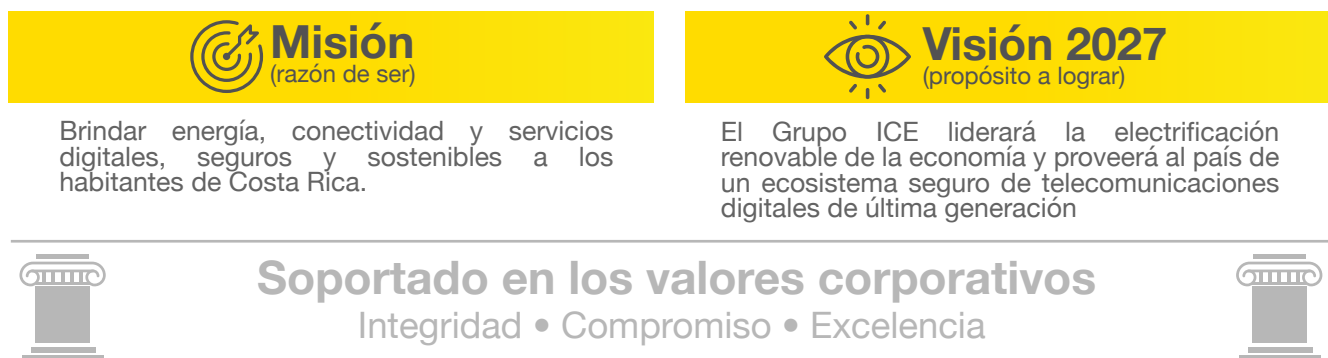 Misión
(razón de ser)
Brindar energía, conectividad y servicios
digitales, seguros y sostenibles a los
habitantes de Costa Rica.
Visión 2027
(propósito a lograr)
El Grupo ICE liderará la electrificación
renovable de la economía y proveerá al país de
un ecosistema seguro de telecomunicaciones
digitales de última generación
Soportado en los valores corporativos
Integridad • Compromiso • Excelencia